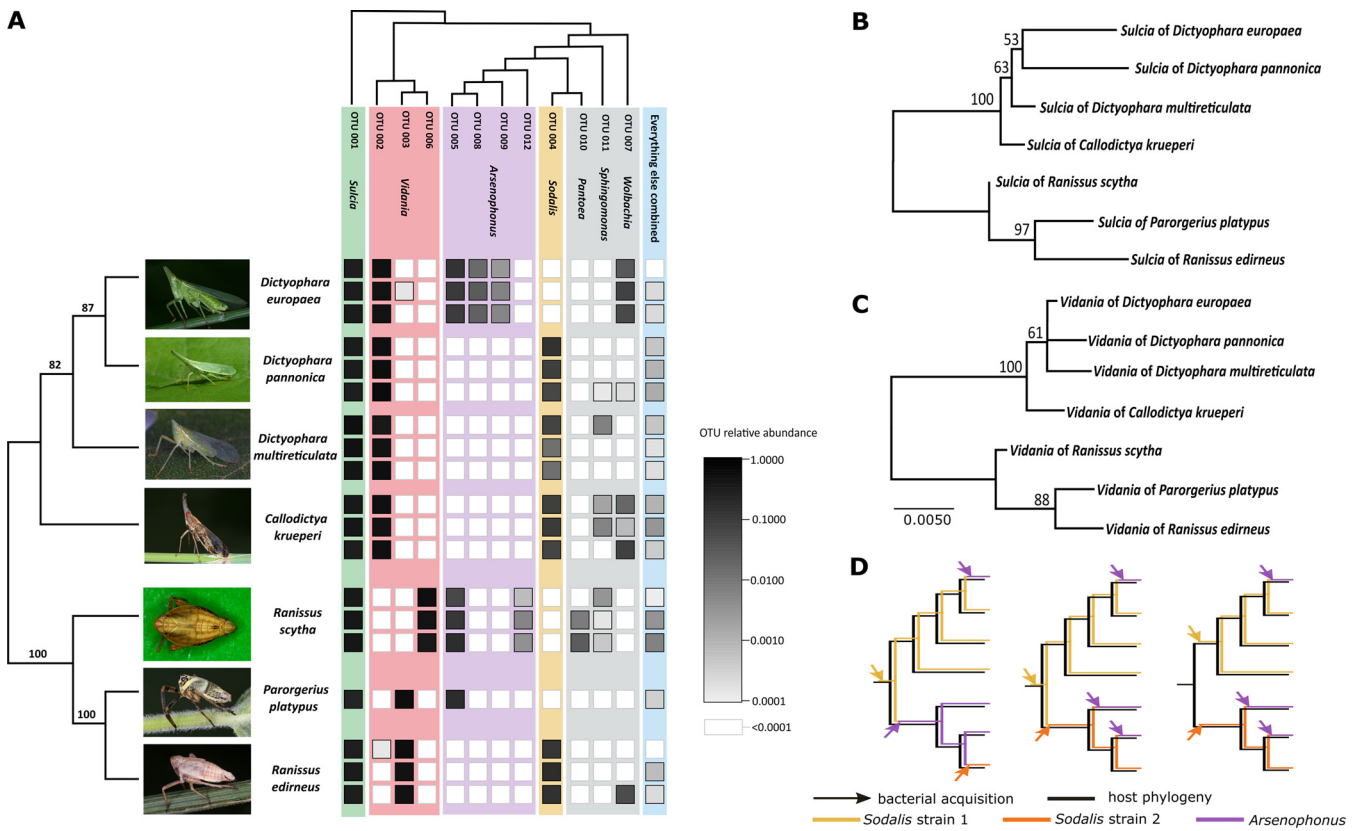 A
OTU 001
Sulcia
OTU 002
OTU 003
OTU 006
Vidania
OTU 005
OTU 008
OTU 009
OTU 012
Arsenophonus
OTU 004
Sodalis
OTU 010
Pantoea
OTU 011
Sphingomonas
OTU 007
Wolbachia
Everything else combined
87
82
100
100
Dictyophara
europaea
Dictyophara
pannonica
Dictyophara
multireticulata
Callodictya
krueperi
Ranissus
scytha
Parorgerius
platypus
Ranissus
edirneus
OTU relative abundance
1.0000
0.1000
0.0100
0.0010
0.0001
<0.0001
B
53
63
100
97
Sulcia of Dictyophara europaea
Sulcia of Dictyophara pannonica
Sulcia of Dictyophara multireticulata
Sulcia of Callodictya krueperi
Sulcia of Ranissus scytha
Sulcia of Parorgerius platypus
Sulcia of Ranissus edirneus
C
61
100
88
Vidania of Dictyophara europaea
Vidania of Dictyophara pannonica
Vidania of Dictyophara multireticulata
Vidania of Callodictya krueperi
Vidania of Ranissus scytha
Vidania of Parorgerius platypus
Vidania of Ranissus edirneus
0.0050
D
bacterial acquisition
host phylogeny
Sodalis strain 1
Sodalis strain 2
Arsenophonus